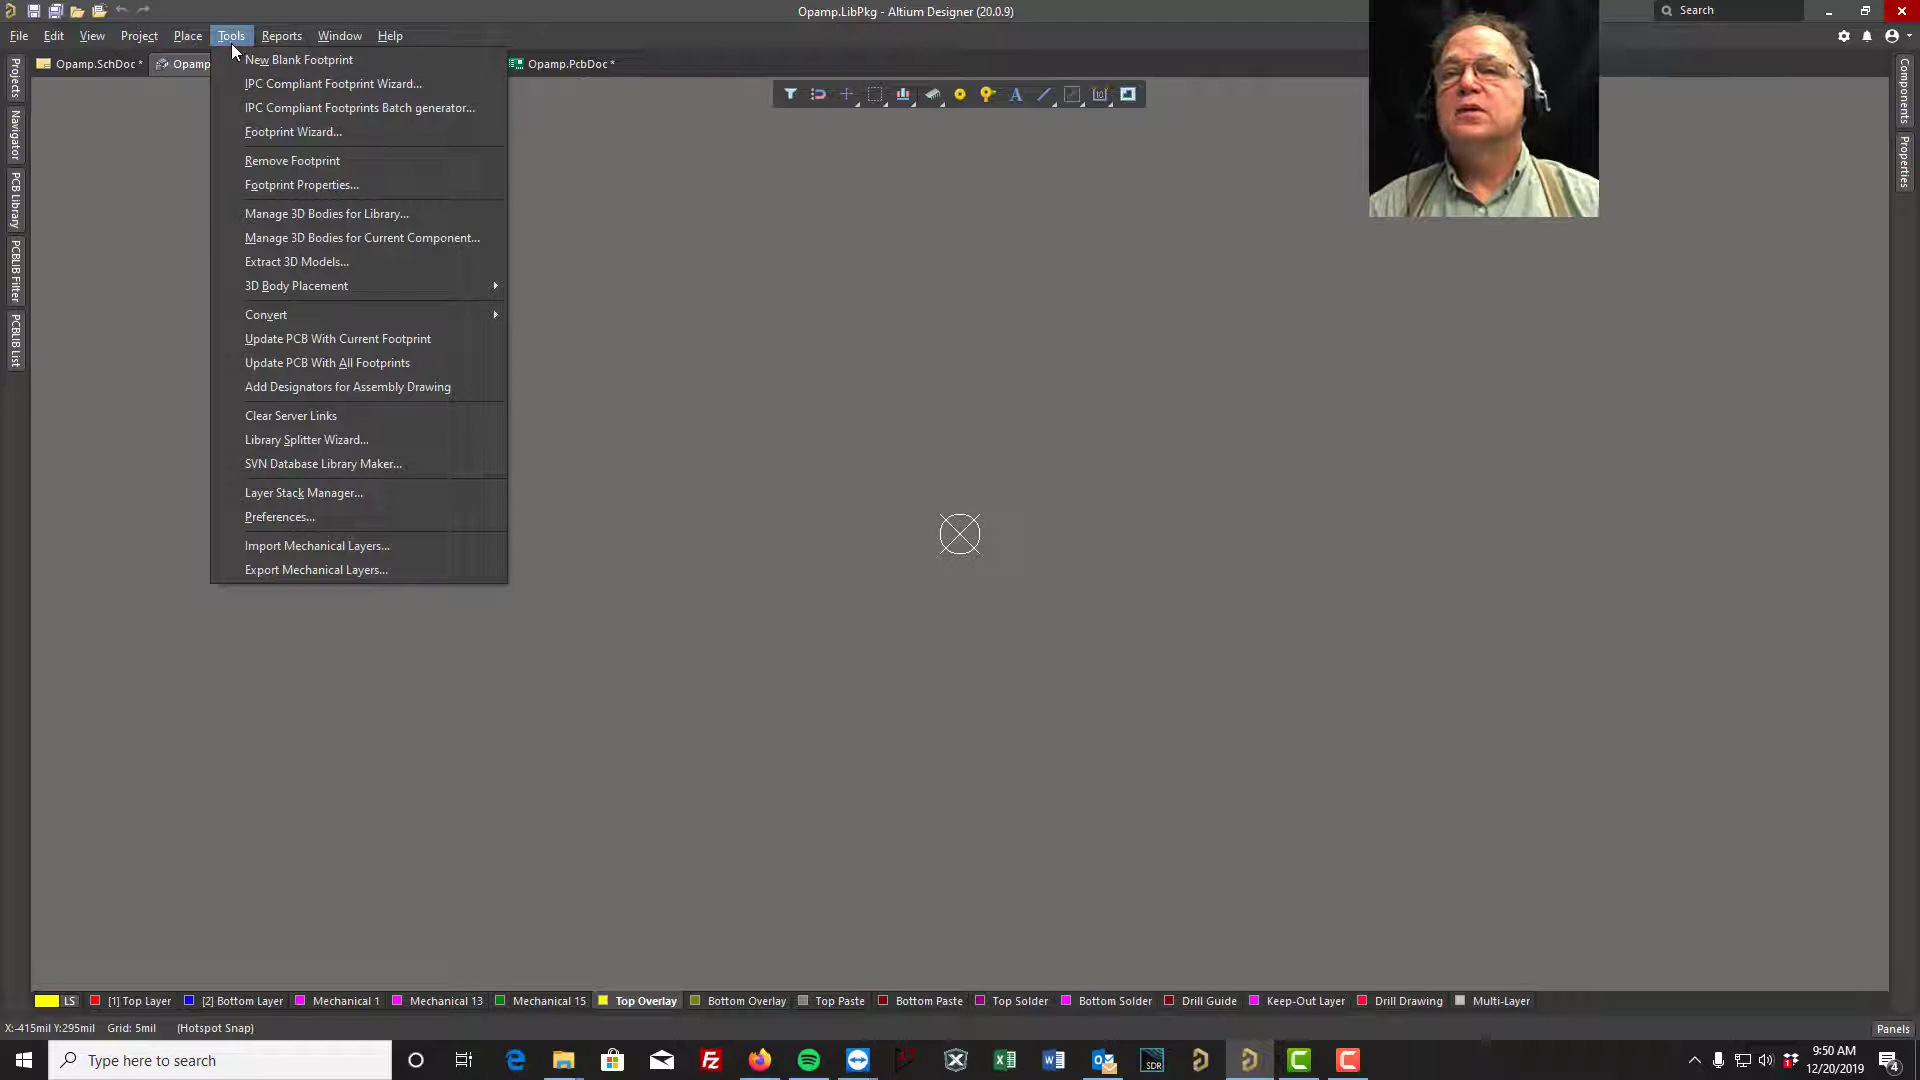 Opamp.LibPkg - Altium Designer (20.0.9)
Search
File Edit View Project Place Tools Reports Window Help
Opamp.SchDoc *
Opamp
Opamp.PcbDoc *
New Blank Footprint
IPC Compliant Footprint Wizard...
IPC Compliant Footprints Batch generator...
Footprint Wizard...
Remove Footprint
Footprint Properties...
Manage 3D Bodies for Library...
Manage 3D Bodies for Current Component...
Extract 3D Models...
3D Body Placement
Convert
Update PCB With Current Footprint
Update PCB With All Footprints
Add Designators for Assembly Drawing
Clear Server Links
Library Splitter Wizard...
SVN Database Library Maker...
Layer Stack Manager...
Preferences...
Import Mechanical Layers...
Export Mechanical Layers...
Projects
Navigator
PCB Library
PCBLIB Filter
PCBLIB List
Components
Properties
LS [1] Top Layer [2] Bottom Layer Mechanical 1 Mechanical 13 Mechanical 15 Top Overlay Bottom Overlay Top Paste Bottom Paste Top Solder Bottom Solder Drill Guide Keep-Out Layer Drill Drawing Multi-Layer
X:-415mil Y:295mil Grid: 5mil (Hotspot Snap)
Panels
Type here to search
SDR
9:50 AM
12/20/2019
4